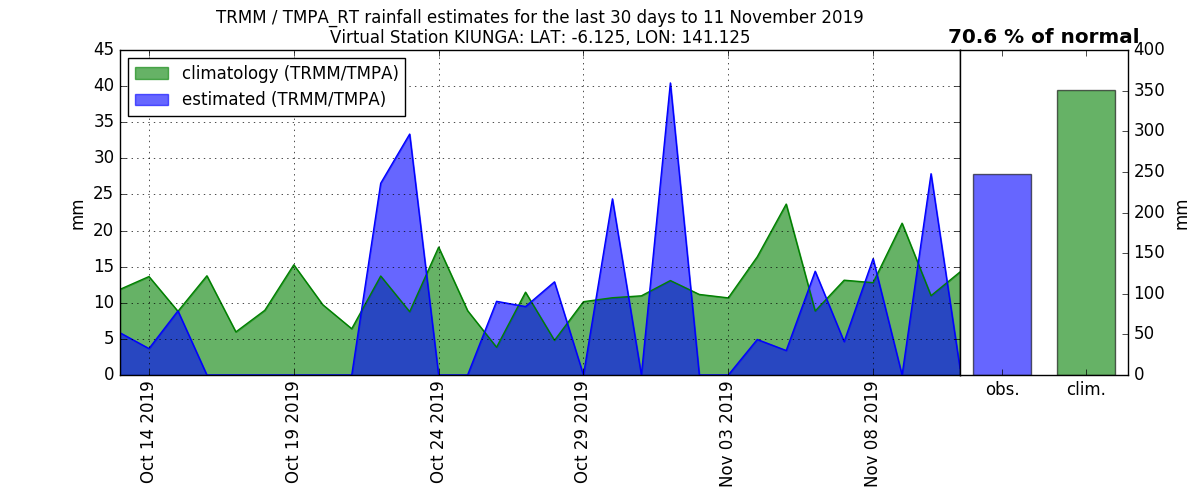 TRMM / TMPA_RT rainfall estimates for the last 30 days to 11 November 2019
Virtual Station KIUNGA: LAT: -6.125, LON: 141.125
70.6 % of normal
climatology (TRMM/TMPA)
estimated (TRMM/TMPA)
mm
45
40
35
30
25
20
15
10
5
0
Oct 14 2019
Oct 19 2019
Oct 24 2019
Oct 29 2019
Nov 03 2019
Nov 08 2019
obs.
clim.
400
350
300
250
200
150
100
50
0
mm